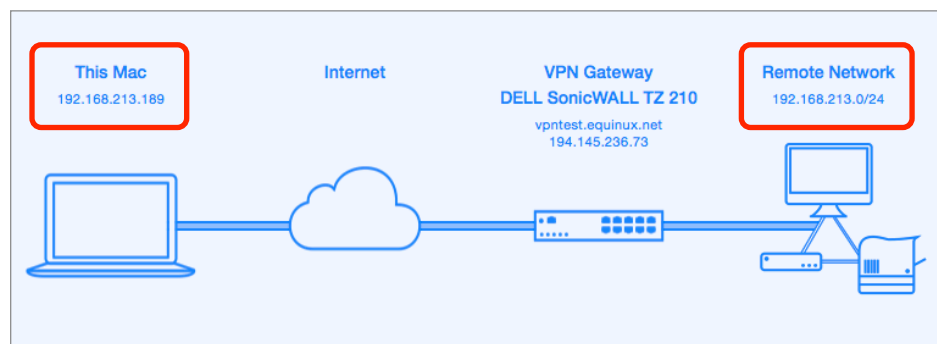 This Mac
192.168.213.189
Internet
VPN Gateway
DELL SonicWALL TZ 210
vpntest.equinux.net
194.145.236.73
Remote Network
192.168.213.0/24